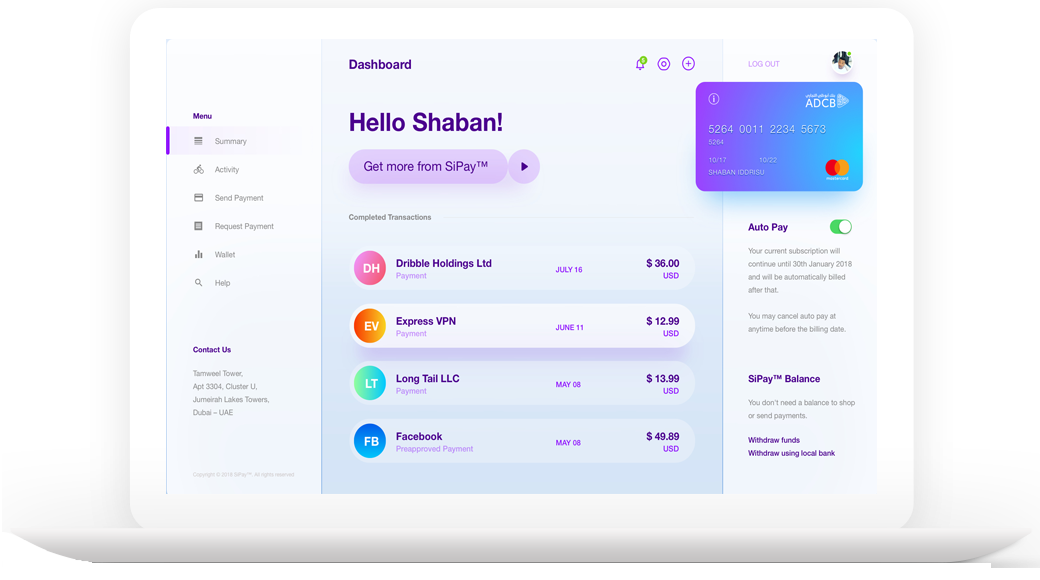 Dashboard
6
LOG OUT
Menu
Summary
Activity
Send Payment
Request Payment
Wallet
Help
Contact Us
Tamweel Tower,
Apt 3304, Cluster U,
Jumeirah Lakes Towers,
Dubai – UAE
Copyright © 2018 SiPay™. All rights reserved
Hello Shaban!
Get more from SiPay™
Completed Transactions
DH
Dribble Holdings Ltd
Payment
JULY 16
$ 36.00
USD
EV
Express VPN
Payment
JUNE 11
$ 12.99
USD
LT
Long Tail LLC
Payment
MAY 08
$ 13.99
USD
FB
Facebook
Preapproved Payment
MAY 08
$ 49.89
USD
ADCB
5264 0011 2234 5673
5264
10/17 10/22
SHABAN IDDRISU
mastercard
Auto Pay
Your current subscription will
continue until 30th January 2018
and will be automatically billed
after that.
You may cancel auto pay at
anytime before the billing date.
SiPay™ Balance
You don't need a balance to shop
or send payments.
Withdraw funds
Withdraw using local bank